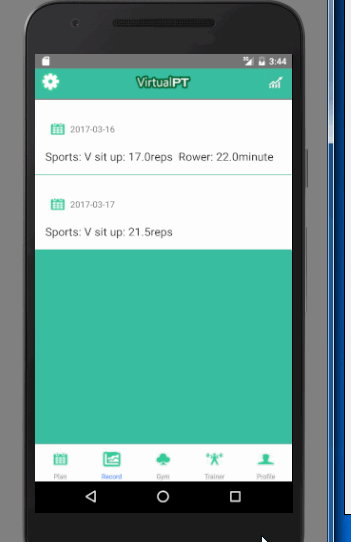 3:44
VirtualPT
2017-03-16
Sports: V sit up: 17.0reps Rower: 22.0minute
2017-03-17
Sports: V sit up: 21.5reps
Plan Record Gym Trainer Profile